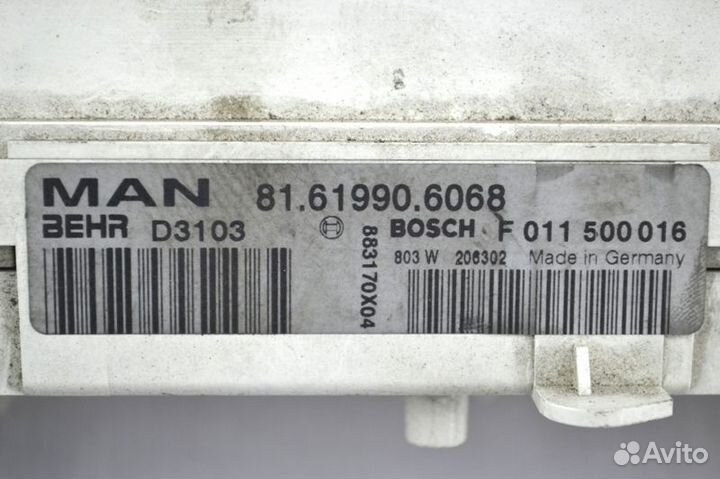 MAN 81.61990.6068
BEHR D3103 BOSCH F 011 500 016
883170X04
803 W 206302 Made in Germany
Avito